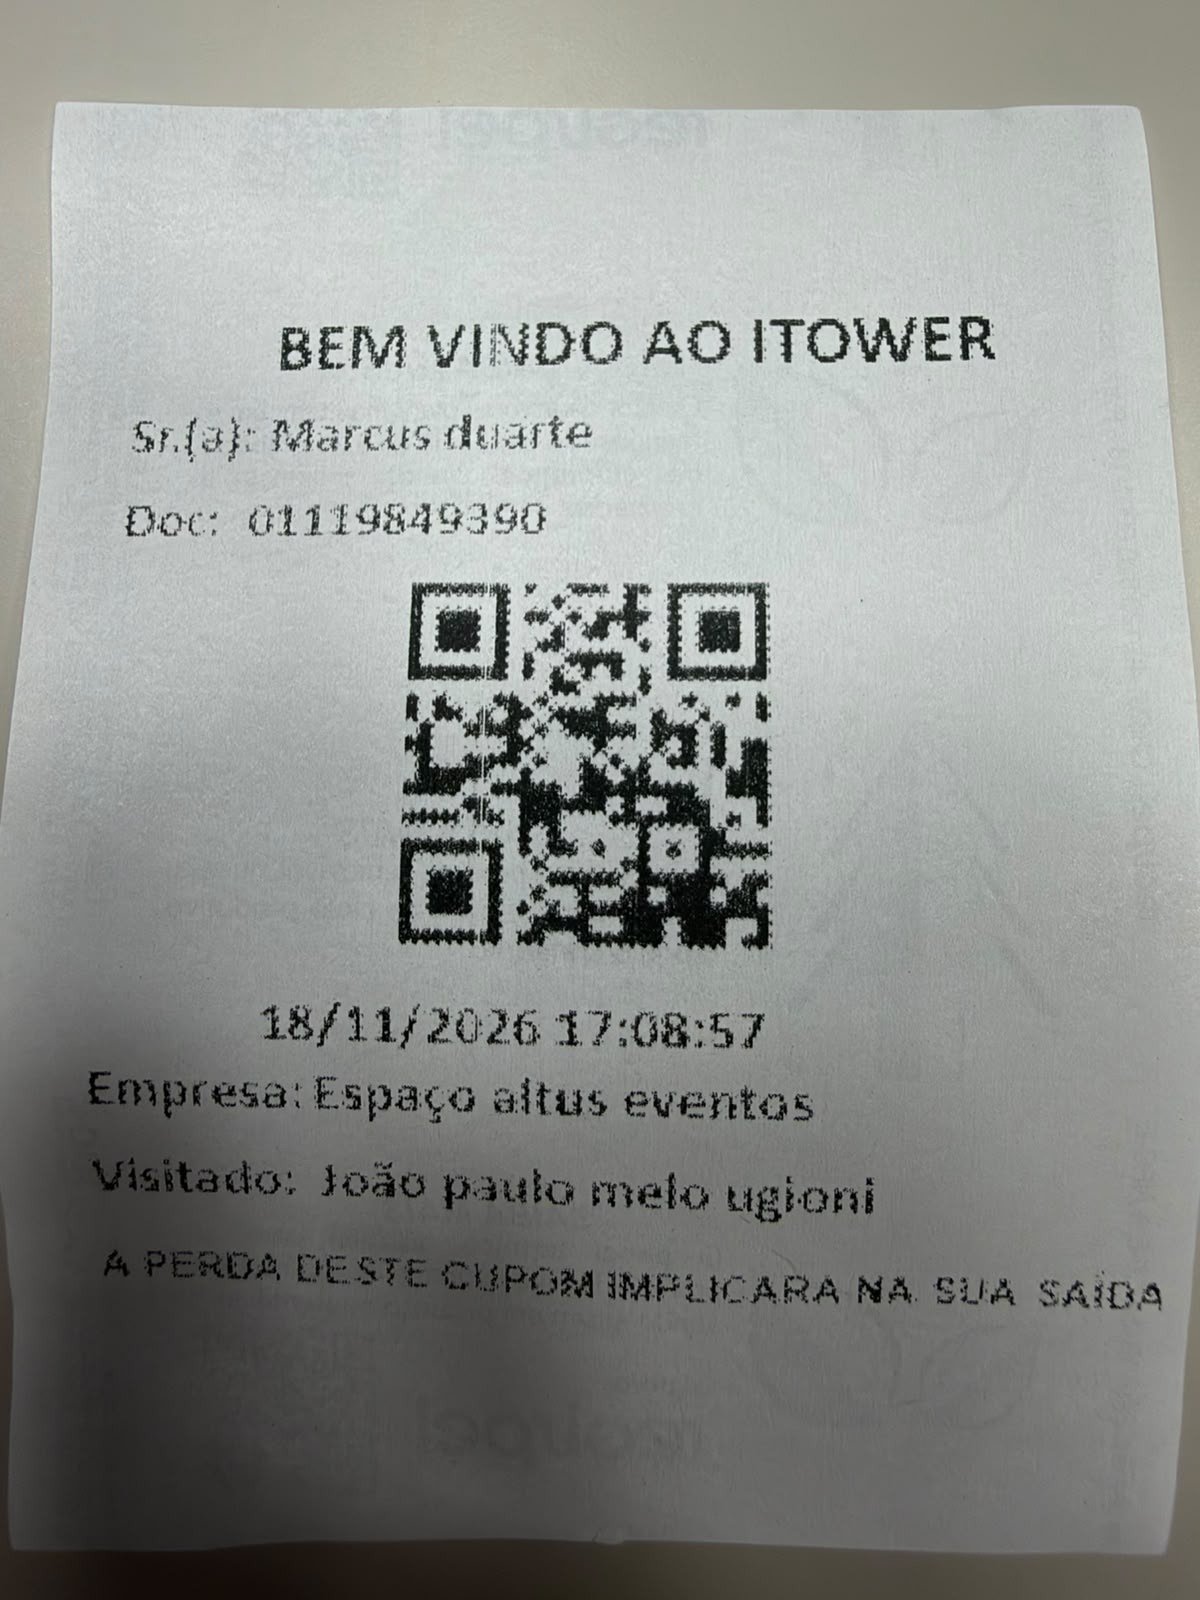 BEM VINDO AO ITOWER
Sr.(a): Marcus duarte
Doc: 01119849390
18/11/2026 17:08:57
Empresa: Espaço altus eventos
Visitado: João paulo melo ugioni
A PERDA DESTE CUPOM IMPLICARA NA SUA SAÍDA